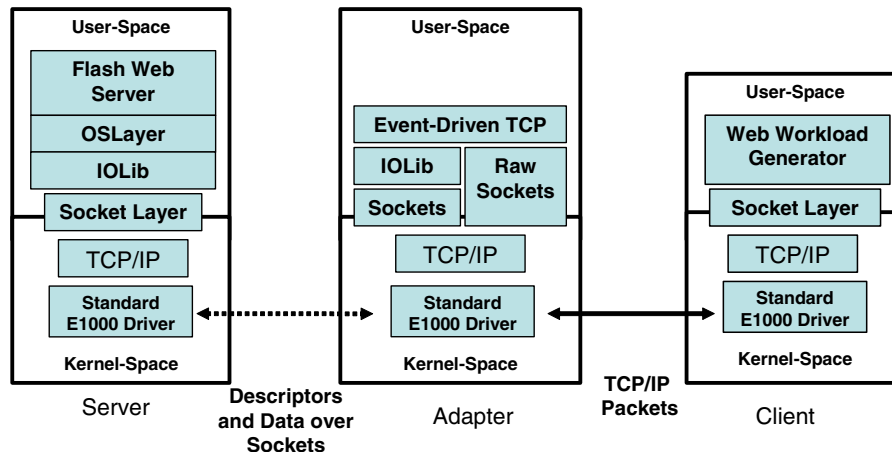 User-Space
Flash Web
Server
OSLayer
IOLib
Socket Layer
TCP/IP
Standard
E1000 Driver
Kernel-Space
Server
Descriptors
and Data over
Sockets
User-Space
Event-Driven TCP
IOLib
Raw
Sockets
Sockets
TCP/IP
Standard
E1000 Driver
Kernel-Space
Adapter
TCP/IP
Packets
User-Space
Web Workload
Generator
Socket Layer
TCP/IP
Standard
E1000 Driver
Kernel-Space
Client